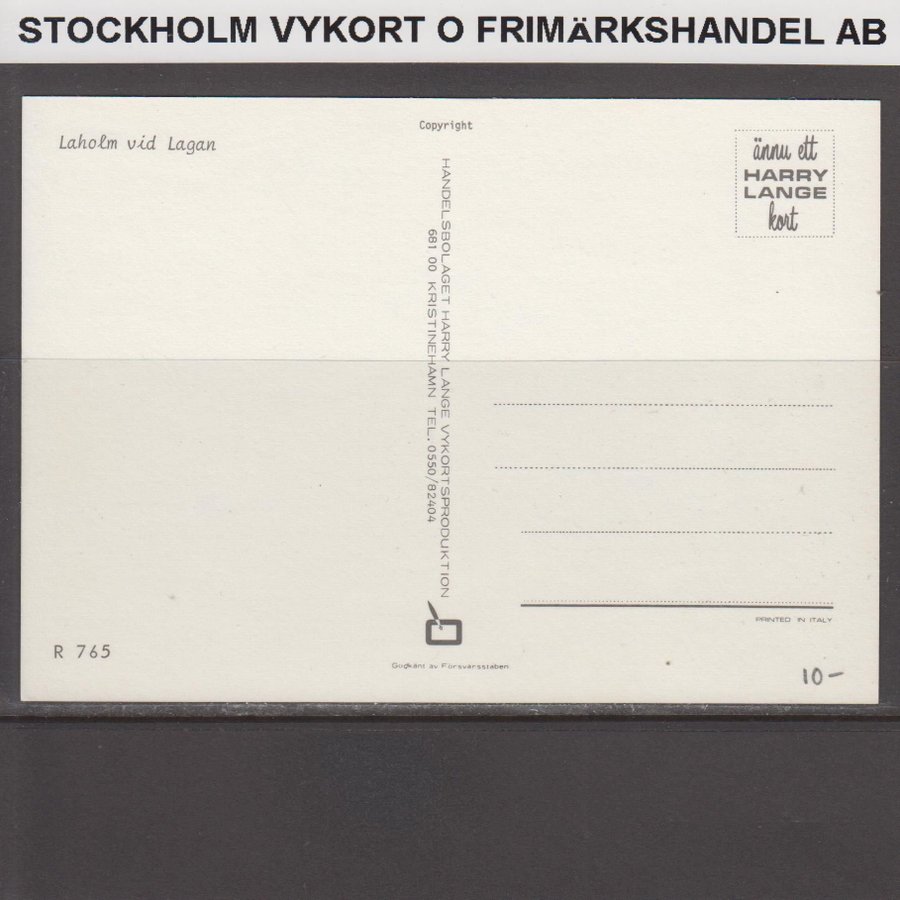 STOCKHOLM VYKORT O FRIMÄRKSHANDEL AB
Laholm vid Lagan
Copyright
HANDELSBOLAGET HARRY LANGE VYKORTSPRODUKTION
681 00 KRISTINEHAMN TEL. 0550/82404
ännu ett
HARRY
LANGE
kort
PRINTED IN ITALY
R 765
Godkänt av Försvarsstaben
10-